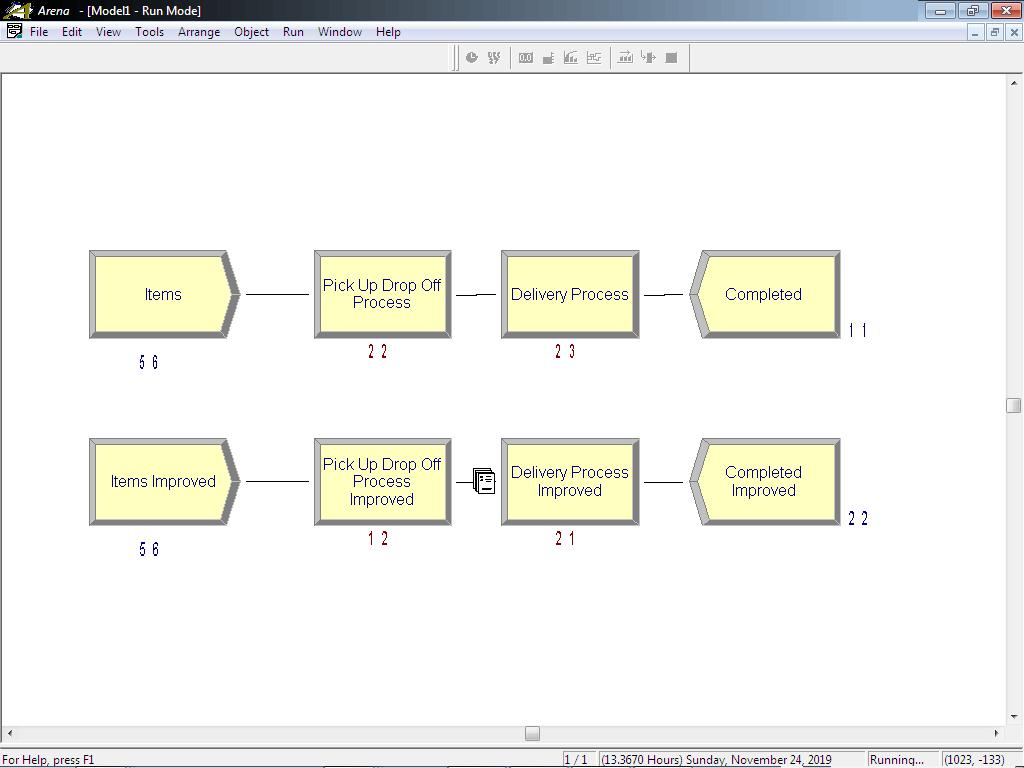 Arena - [Model1 - Run Mode]
File Edit View Tools Arrange Object Run Window Help
0.0
Items
Pick Up Drop Off
Process
Delivery Process
Completed
5 6
2 2
2 3
1 1
Items Improved
Pick Up Drop Off
Process
Improved
Delivery Process
Improved
Completed
Improved
5 6
1 2
2 1
2 2
For Help, press F1
1 / 1
(13.3670 Hours) Sunday, November 24, 2019
Running...
(1023, -133)